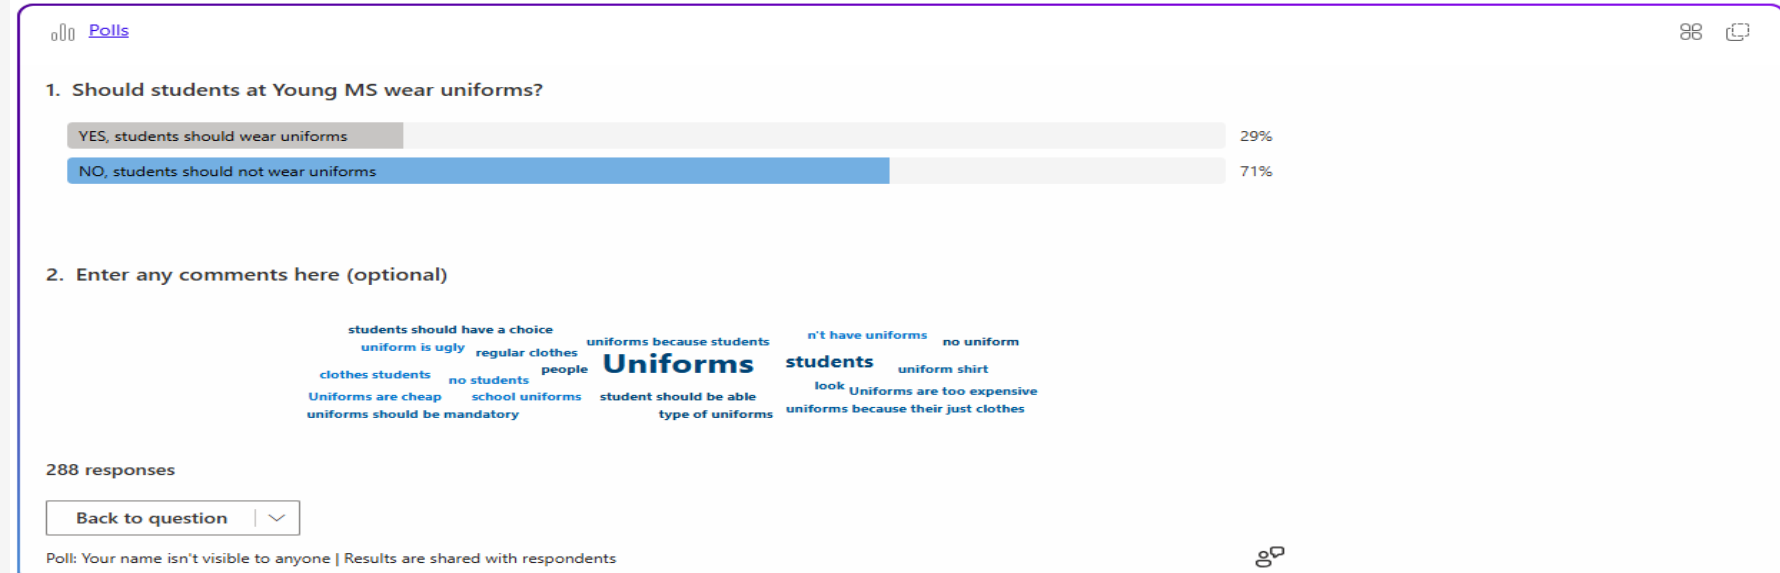 Polls
1. Should students at Young MS wear uniforms?
YES, students should wear uniforms 29%
NO, students should not wear uniforms 71%
2. Enter any comments here (optional)
students should have a choice
uniform is ugly
regular clothes
uniforms because students
n't have uniforms
no uniform
clothes students
no students
people
Uniforms
students
uniform shirt
look
Uniforms are too expensive
Uniforms are cheap
school uniforms
student should be able
uniforms should be mandatory
type of uniforms
uniforms because their just clothes
288 responses
Back to question
Poll: Your name isn't visible to anyone | Results are shared with respondents